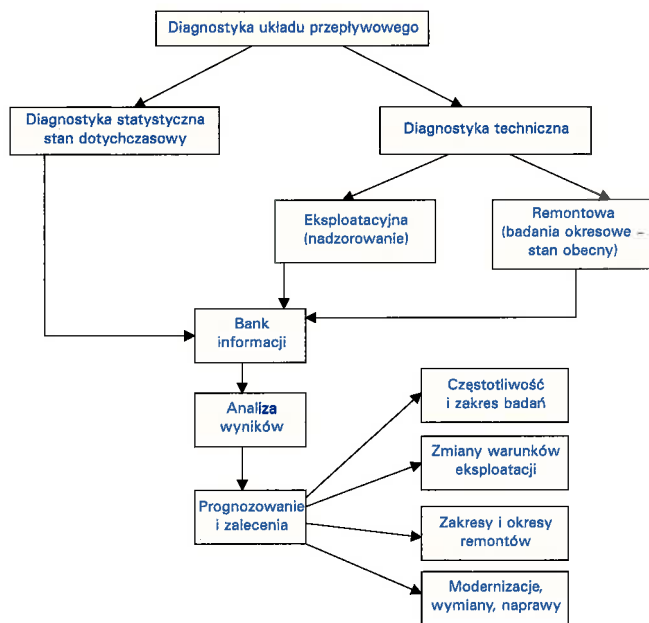 Diagnostyka układu przepływowego
Diagnostyka statystyczna
stan dotychczasowy
Diagnostyka techniczna
Eksploatacyjna
(nadzorowanie)
Remontowa
(badania okresowe –
stan obecny)
Bank
informacji
Analiza
wyników
Prognozowanie
i zalecenia
Częstotliwość
i zakres badań
Zmiany warunków
eksploatacji
Zakresy i okresy
remontów
Modernizacje,
wymiany, naprawy